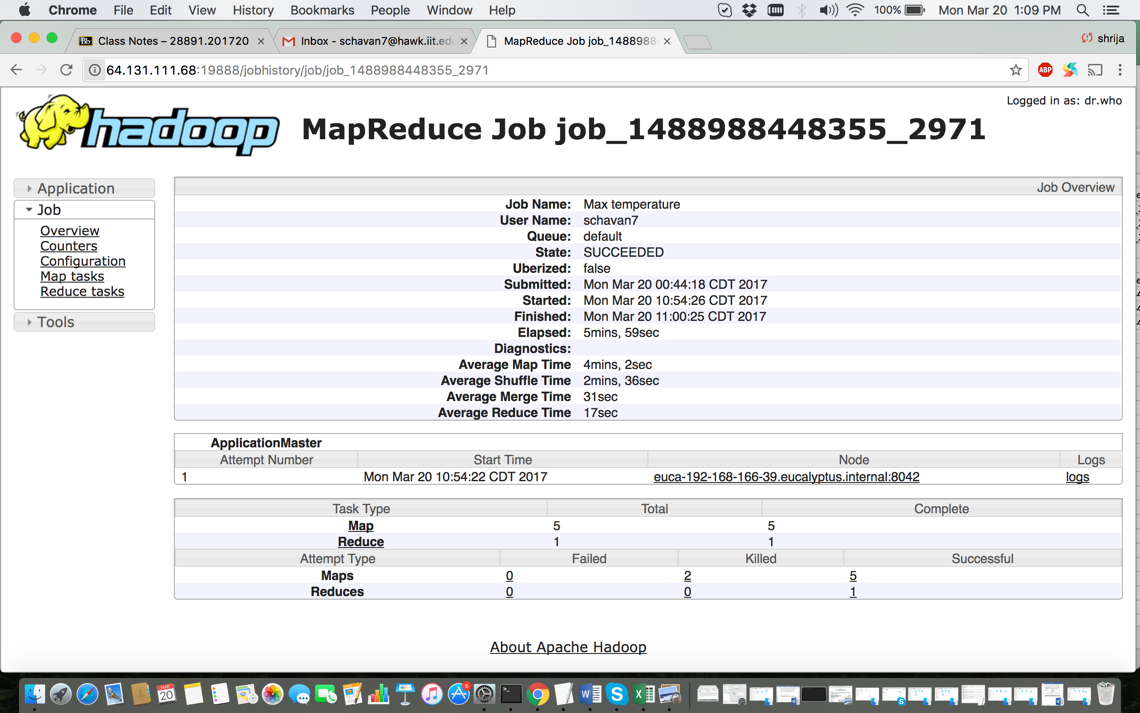 Chrome File Edit View History Bookmarks People Window Help 100% Mon Mar 20 1:09 PM
Bb Class Notes – 28891.201720 × Inbox - schavan7@hawk.iit.edu × MapReduce Job job_1488988 × shrija
64.131.111.68:19888/jobhistory/job/job_1488988448355_2971 ABP
Logged in as: dr.who
hadoop MapReduce Job job_1488988448355_2971
Application
Job
Overview
Counters
Configuration
Map tasks
Reduce tasks
Tools
Job Overview
Job Name: Max temperature
User Name: schavan7
Queue: default
State: SUCCEEDED
Uberized: false
Submitted: Mon Mar 20 00:44:18 CDT 2017
Started: Mon Mar 20 10:54:26 CDT 2017
Finished: Mon Mar 20 11:00:25 CDT 2017
Elapsed: 5mins, 59sec
Diagnostics:
Average Map Time 4mins, 2sec
Average Shuffle Time 2mins, 36sec
Average Merge Time 31sec
Average Reduce Time 17sec
ApplicationMaster
Attempt Number Start Time Node Logs
1 Mon Mar 20 10:54:22 CDT 2017 euca-192-168-166-39.eucalyptus.internal:8042 logs
Task Type Total Complete
Map 5 5
Reduce 1 1
Attempt Type Failed Killed Successful
Maps 0 2 5
Reduces 0 0 1
About Apache Hadoop
20